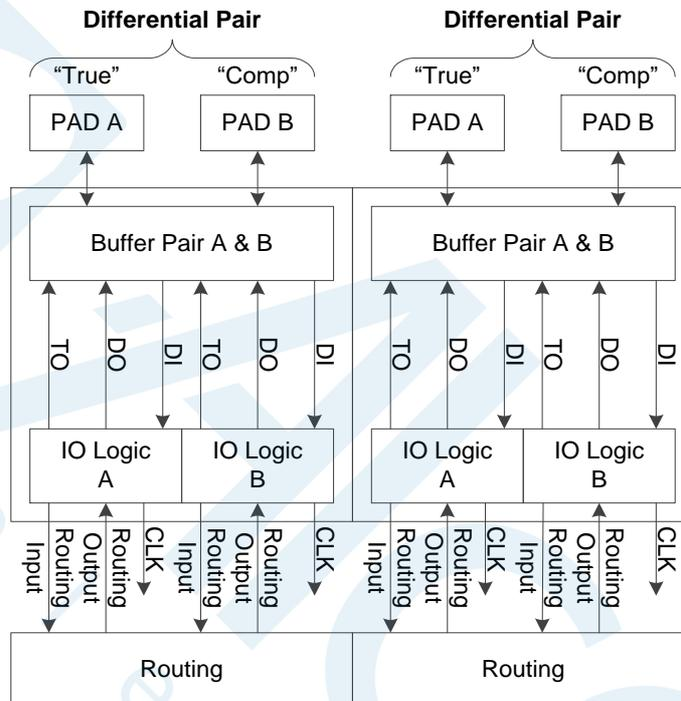 Differential Pair Differential Pair
“True” “Comp” “True” “Comp”
PAD A PAD B PAD A PAD B
Buffer Pair A & B Buffer Pair A & B
TO DO DI TO DO DI TO DO DI TO DO DI
IO Logic A IO Logic B IO Logic A IO Logic B
Routing Input Routing Output CLK Routing Input Routing Output CLK Routing Input Routing Output CLK Routing Input Routing Output CLK
Routing Routing